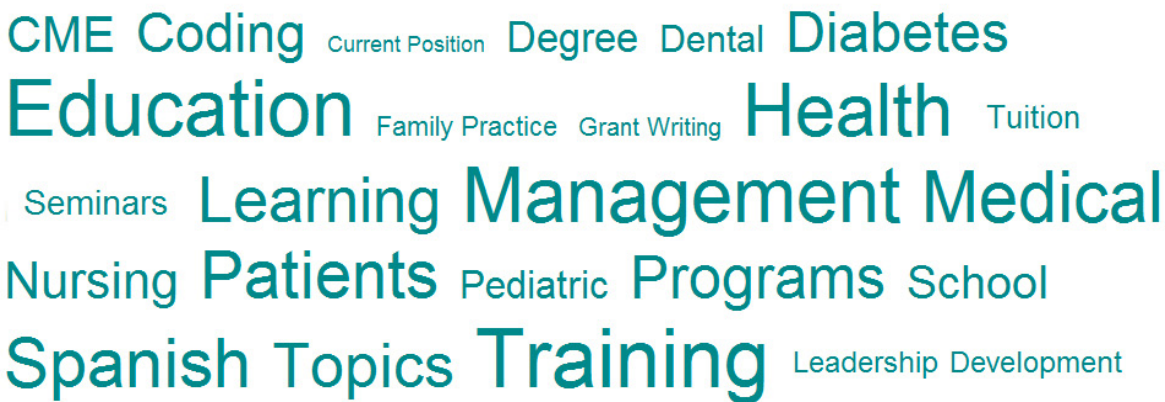 CME Coding Current Position Degree Dental Diabetes
Education Family Practice Grant Writing Health Tuition
Seminars Learning Management Medical
Nursing Patients Pediatric Programs School
Spanish Topics Training Leadership Development